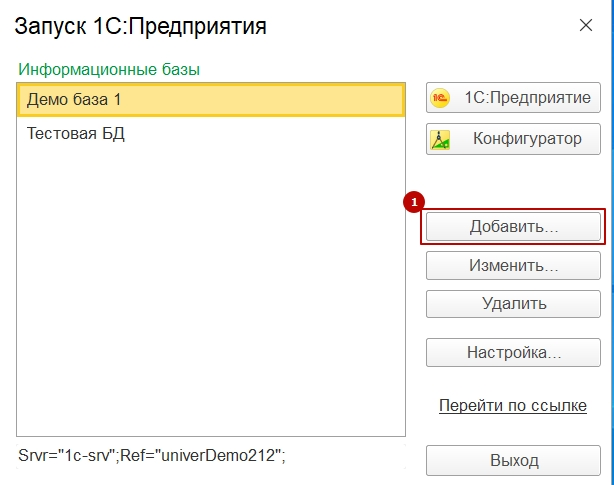 Запуск 1С:Предприятия
Информационные базы
Демо база 1
Тестовая БД
1С:Предприятие
Конфигуратор
1
Добавить...
Изменить...
Удалить
Настройка...
Перейти по ссылке
Srvr="1c-srv";Ref="univerDemo212";
Выход